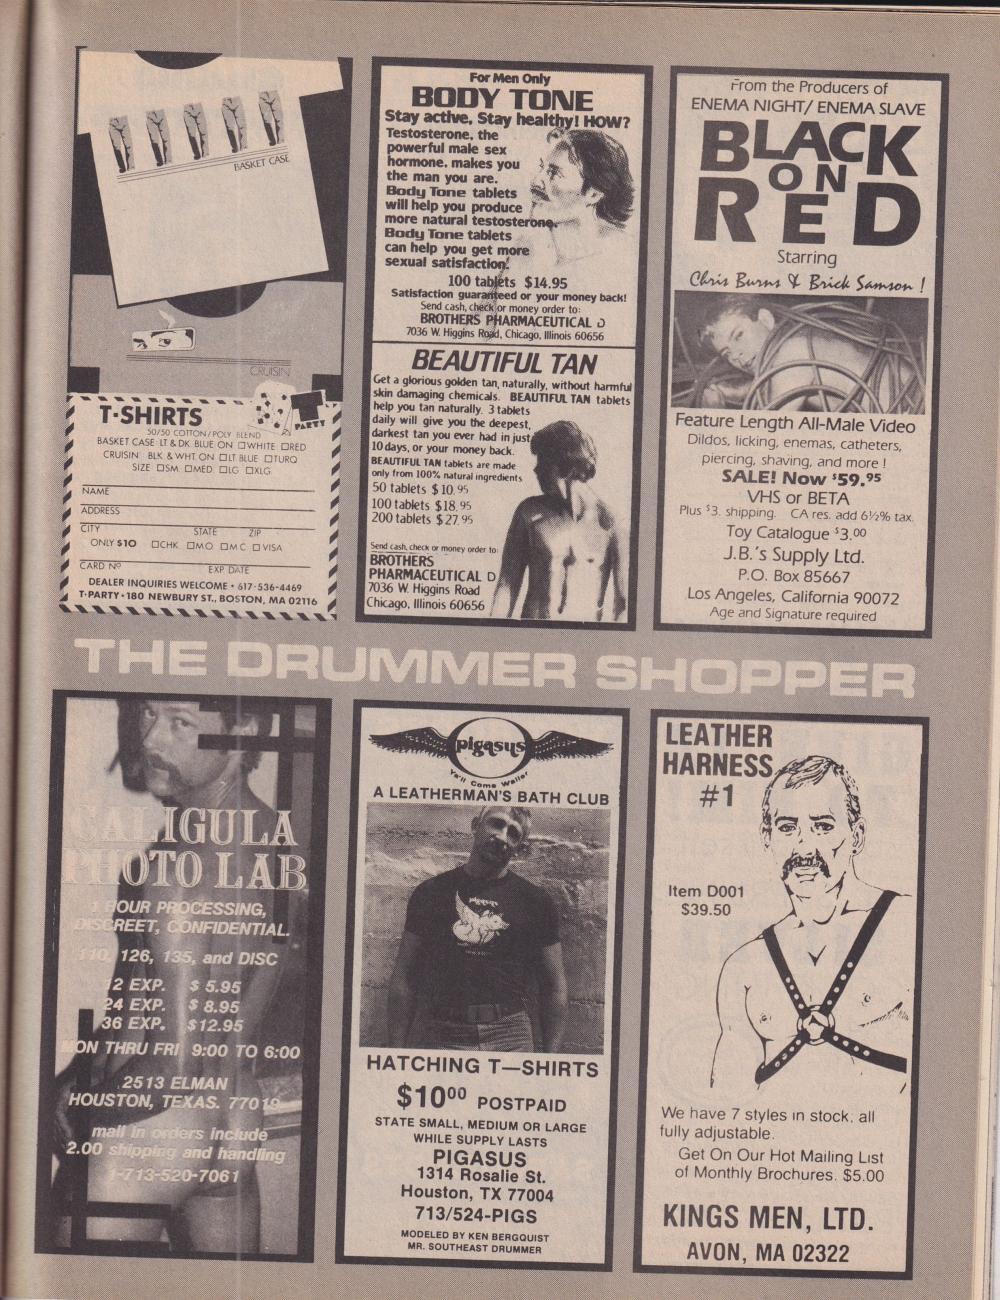 BASKET CASE
CRUISIN
PARTY
T·SHIRTS
50/50 COTTON/POLY BLEND
BASKET CASE LT & DK BLUE ON ☐WHITE ☐RED
CRUISIN' BLK & WHT ON ☐LT BLUE ☐TURQ
SIZE ☐SM ☐MED ☐LG ☐XLG
NAME
ADDRESS
CITY STATE ZIP
ONLY $10 ☐CHK ☐MO ☐MC ☐VISA
CARD Nº EXP DATE
DEALER INQUIRIES WELCOME • 617-536-4469
T·PARTY • 180 NEWBURY ST., BOSTON, MA 02116
For Men Only
BODY TONE
Stay active, Stay healthy! HOW?
Testosterone, the
powerful male sex
hormone, makes you
the man you are.
Body Tone tablets
will help you produce
more natural testosterone.
Body Tone tablets
can help you get more
sexual satisfaction!
100 tablets $14.95
Satisfaction guaranteed or your money back!
Send cash, check or money order to:
BROTHERS PHARMACEUTICAL D
7036 W. Higgins Road, Chicago, Illinois 60656
BEAUTIFUL TAN
Get a glorious golden tan, naturally, without harmful
skin damaging chemicals. BEAUTIFUL TAN tablets
help you tan naturally. 3 tablets
daily will give you the deepest,
darkest tan you ever had in just
10 days, or your money back.
BEAUTIFUL TAN tablets are made
only from 100% natural ingredients
50 tablets $10.95
100 tablets $18.95
200 tablets $27.95
Send cash, check or money order to:
BROTHERS
PHARMACEUTICAL D
7036 W. Higgins Road
Chicago, Illinois 60656
From the Producers of
ENEMA NIGHT/ ENEMA SLAVE
BLACK
ON
RED
Starring
Chris Burns & Brick Samson!
Feature Length All-Male Video
Dildos, licking, enemas, catheters,
piercing, shaving, and more!
SALE! Now $59.95
VHS or BETA
Plus $3. shipping. CA res. add 6½% tax.
Toy Catalogue $3.00
J.B.'s Supply Ltd.
P.O. Box 85667
Los Angeles, California 90072
Age and Signature required
THE DRUMMER SHOPPER
CALIGULA
PHOTO LAB
1 HOUR PROCESSING,
DISCREET, CONFIDENTIAL.
110, 126, 135, and DISC
12 EXP. $ 5.95
24 EXP. $ 8.95
36 EXP. $12.95
MON THRU FRI 9:00 TO 6:00
2513 ELMAN
HOUSTON, TEXAS. 77019
mail in orders include
2.00 shipping and handling
1-713-520-7061
pigasus
Ya'll Come Waller
A LEATHERMAN'S BATH CLUB
HATCHING T—SHIRTS
$10⁰⁰ POSTPAID
STATE SMALL, MEDIUM OR LARGE
WHILE SUPPLY LASTS
PIGASUS
1314 Rosalie St.
Houston, TX 77004
713/524-PIGS
MODELED BY KEN BERGQUIST
MR. SOUTHEAST DRUMMER
LEATHER
HARNESS
#1
Item D001
$39.50
We have 7 styles in stock, all
fully adjustable.
Get On Our Hot Mailing List
of Monthly Brochures. $5.00
KINGS MEN, LTD.
AVON, MA 02322